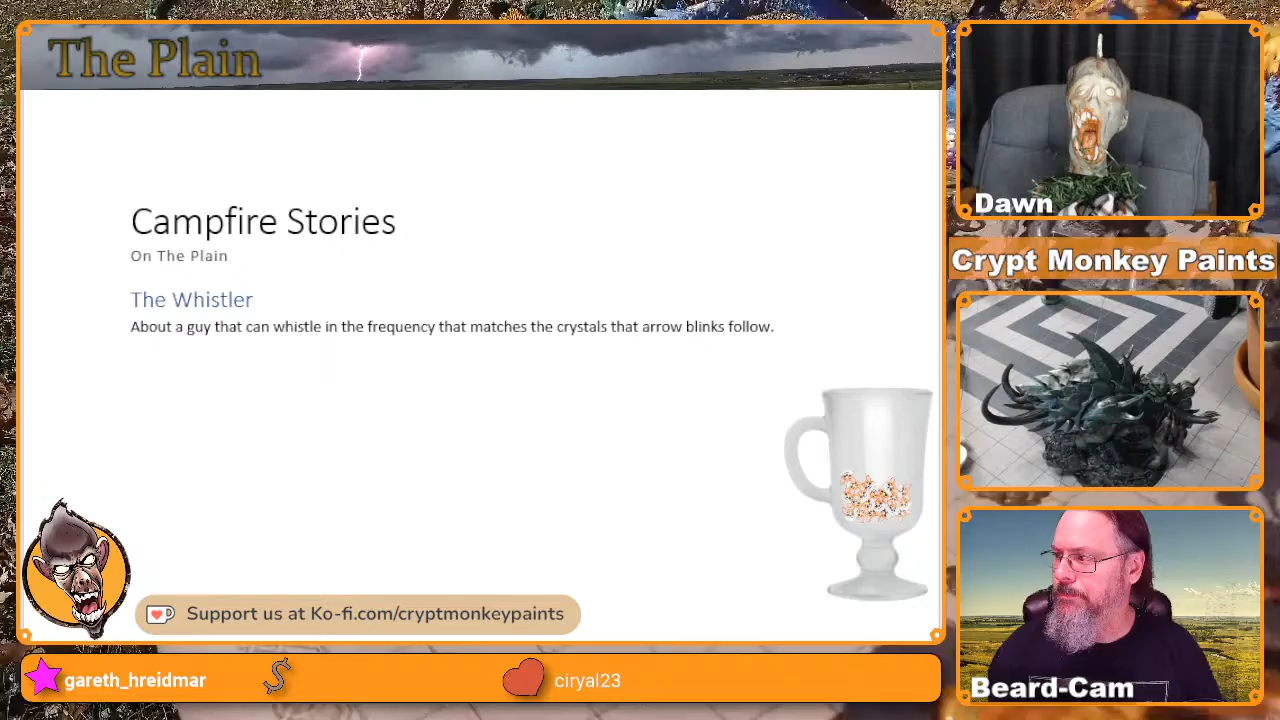 The Plain
Campfire Stories
On The Plain
The Whistler
About a guy that can whistle in the frequency that matches the crystals that arrow blinks follow.
Support us at Ko-fi.com/cryptmonkeypaints
gareth_hreidmar
$
ciryal23
Dawn
Crypt Monkey Paints
Beard-Cam